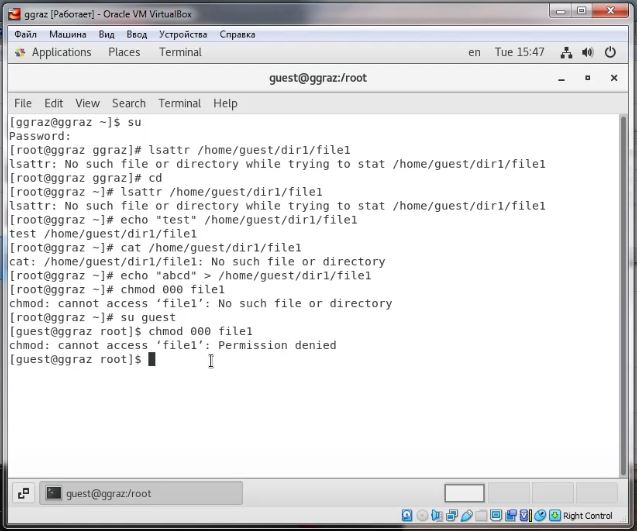 ggraz [Работает] - Oracle VM VirtualBox
Файл Машина Вид Ввод Устройства Справка
Applications Places Terminal en Tue 15:47
guest@ggraz:/root
File Edit View Search Terminal Help
[ggraz@ggraz ~]$ su
Password:
[root@ggraz ggraz]# lsattr /home/guest/dir1/file1
lsattr: No such file or directory while trying to stat /home/guest/dir1/file1
[root@ggraz ggraz]# cd
[root@ggraz ~]# lsattr /home/guest/dir1/file1
lsattr: No such file or directory while trying to stat /home/guest/dir1/file1
[root@ggraz ~]# echo "test" /home/guest/dir1/file1
test /home/guest/dir1/file1
[root@ggraz ~]# cat /home/guest/dir1/file1
cat: /home/guest/dir1/file1: No such file or directory
[root@ggraz ~]# echo "abcd" > /home/guest/dir1/file1
[root@ggraz ~]# chmod 000 file1
chmod: cannot access ‘file1’: No such file or directory
[root@ggraz ~]# su guest
[guest@ggraz root]$ chmod 000 file1
chmod: cannot access ‘file1’: Permission denied
[guest@ggraz root]$
guest@ggraz:/root
Right Control